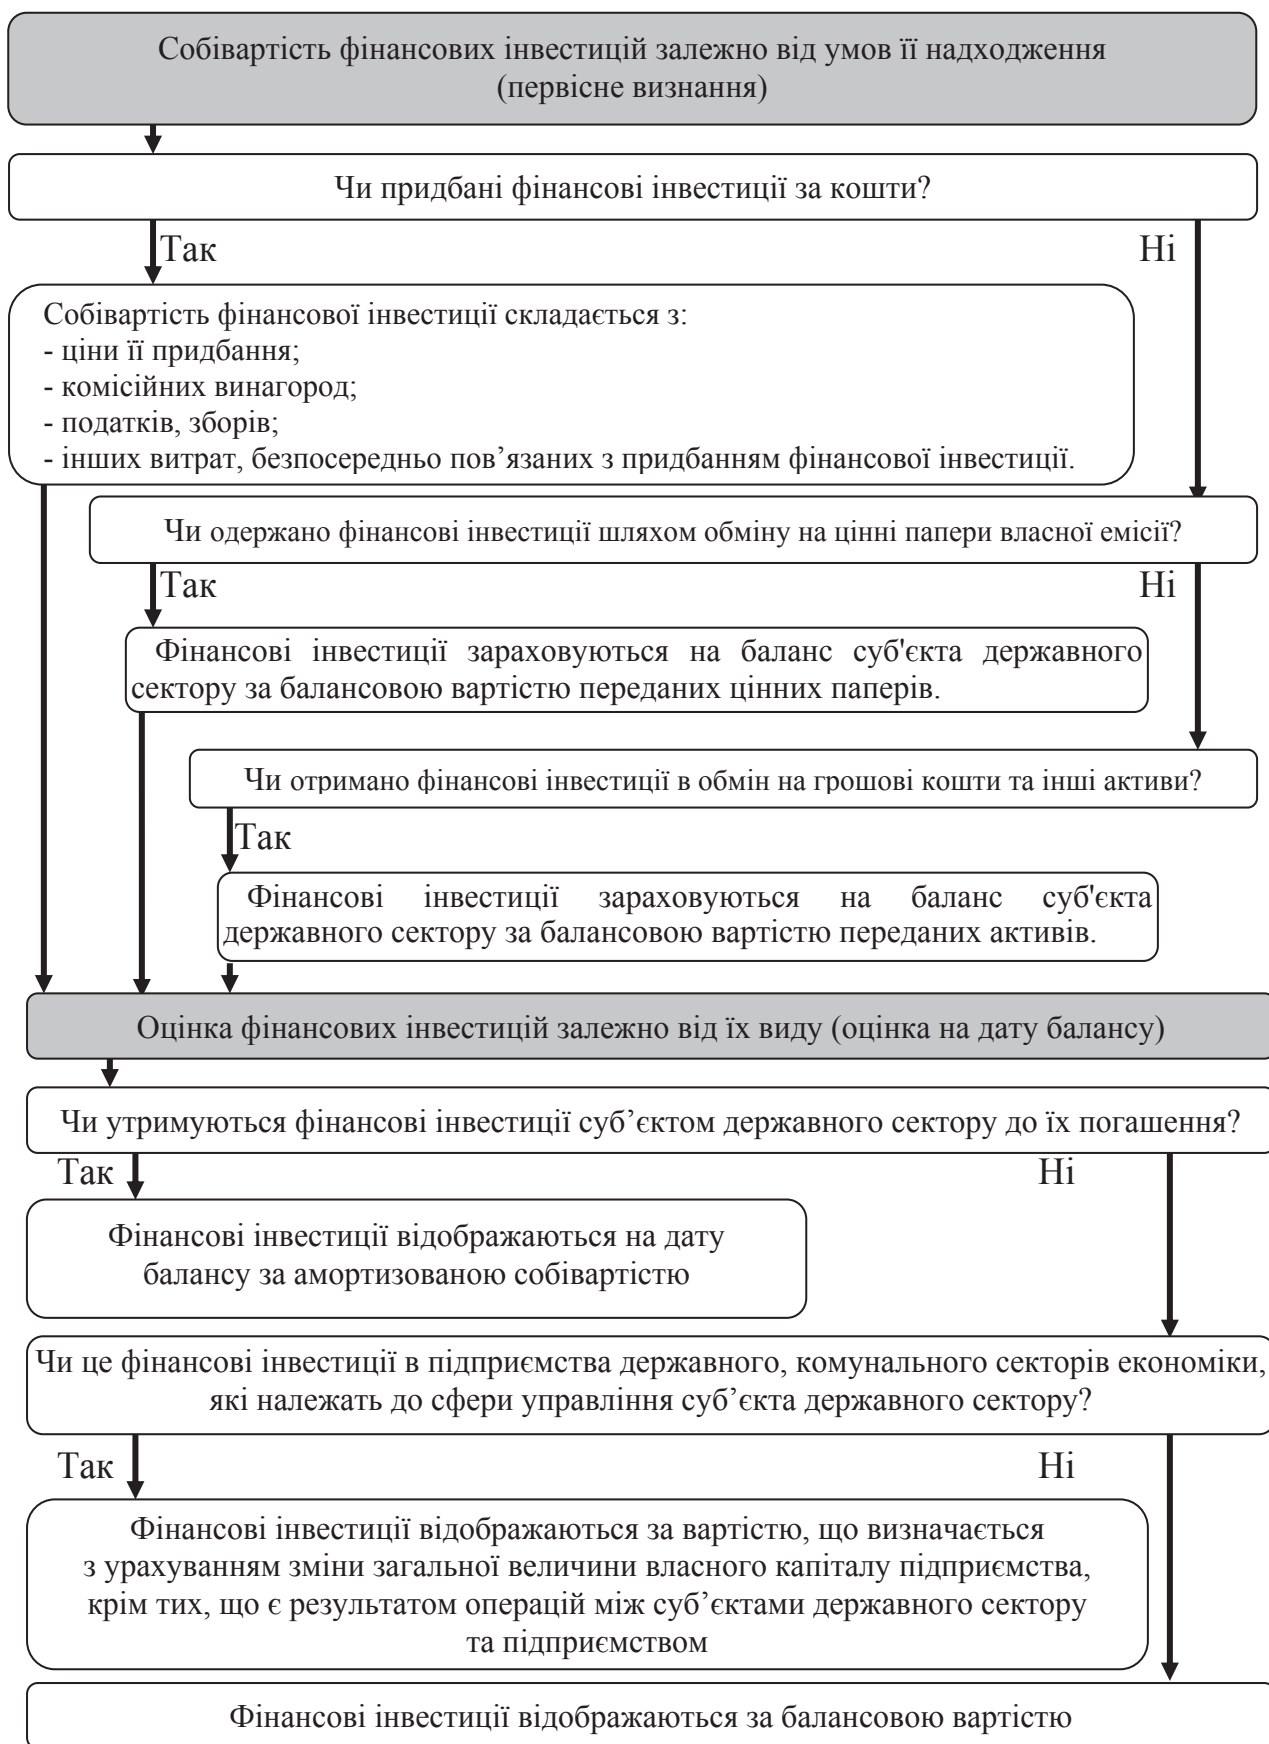 Собівартість фінансових інвестицій залежно від умов її надходження
(первісне визнання)
Чи придбані фінансові інвестиції за кошти?
Так
Ні
Собівартість фінансової інвестиції складається з:
- ціни її придбання;
- комісійних винагород;
- податків, зборів;
- інших витрат, безпосередньо пов’язаних з придбанням фінансової інвестиції.
Чи одержано фінансові інвестиції шляхом обміну на цінні папери власної емісії?
Так
Ні
Фінансові інвестиції зараховуються на баланс суб'єкта державного
сектору за балансовою вартістю переданих цінних паперів.
Чи отримано фінансові інвестиції в обмін на грошові кошти та інші активи?
Так
Фінансові інвестиції зараховуються на баланс суб'єкта
державного сектору за балансовою вартістю переданих активів.
Оцінка фінансових інвестицій залежно від їх виду (оцінка на дату балансу)
Чи утримуються фінансові інвестиції суб’єктом державного сектору до їх погашення?
Так
Ні
Фінансові інвестиції відображаються на дату
балансу за амортизованою собівартістю
Чи це фінансові інвестиції в підприємства державного, комунального секторів економіки,
які належать до сфери управління суб’єкта державного сектору?
Так
Ні
Фінансові інвестиції відображаються за вартістю, що визначається
з урахуванням зміни загальної величини власного капіталу підприємства,
крім тих, що є результатом операцій між суб’єктами державного сектору
та підприємством
Фінансові інвестиції відображаються за балансовою вартістю